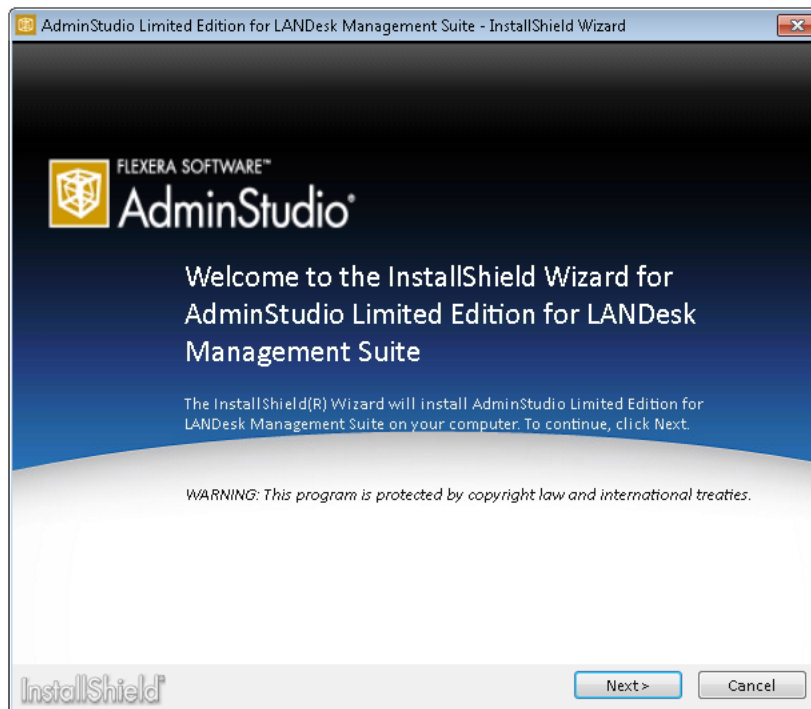 AdminStudio Limited Edition for LANDesk Management Suite - InstallShield Wizard
FLEXERA SOFTWARE™
AdminStudio®
Welcome to the InstallShield Wizard for
AdminStudio Limited Edition for LANDesk
Management Suite
The InstallShield(R) Wizard will install AdminStudio Limited Edition for
LANDesk Management Suite on your computer. To continue, click Next.
WARNING: This program is protected by copyright law and international treaties.
InstallShield®
Next >
Cancel